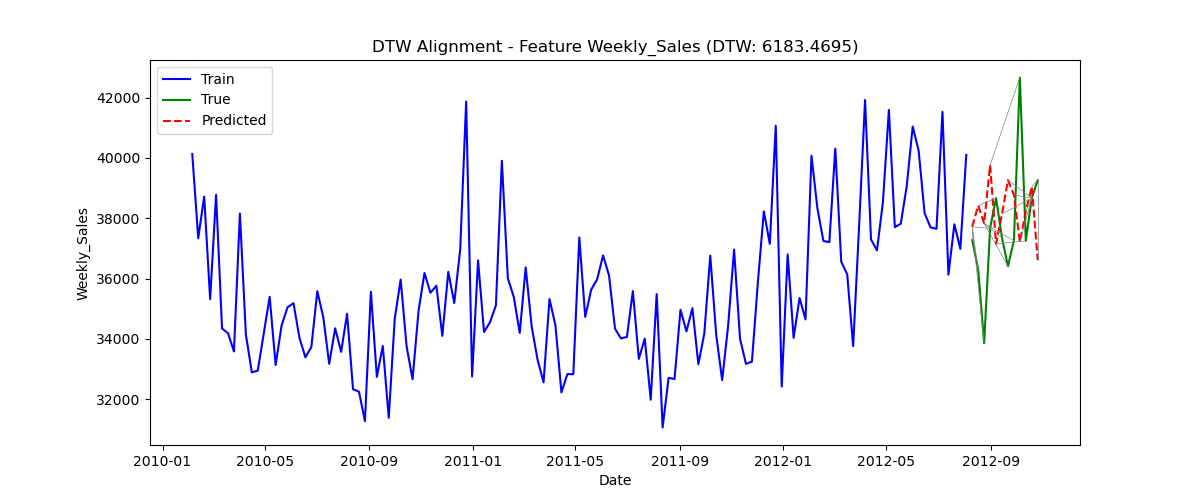 DTW Alignment - Feature Weekly_Sales (DTW: 6183.4695)
Train
True
Predicted
42000
40000
38000
36000
34000
32000
Weekly_Sales
2010-01 2010-05 2010-09 2011-01 2011-05 2011-09 2012-01 2012-05 2012-09
Date